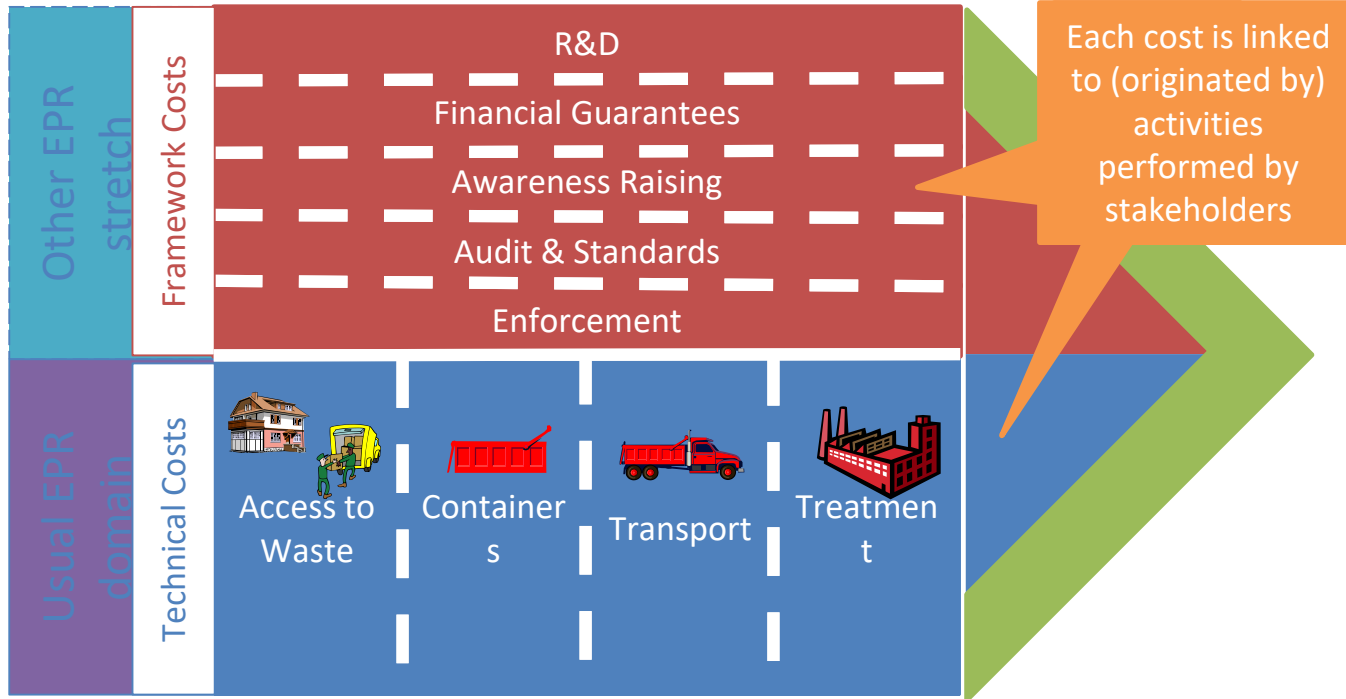 Other EPR
stretch
Framework Costs
R&D
Financial Guarantees
Awareness Raising
Audit & Standards
Enforcement
Each cost is linked
to (originated by)
activities
performed by
stakeholders
Usual EPR
domain
Technical Costs
Access to
Waste
Container
s
Transport
Treatmen
t